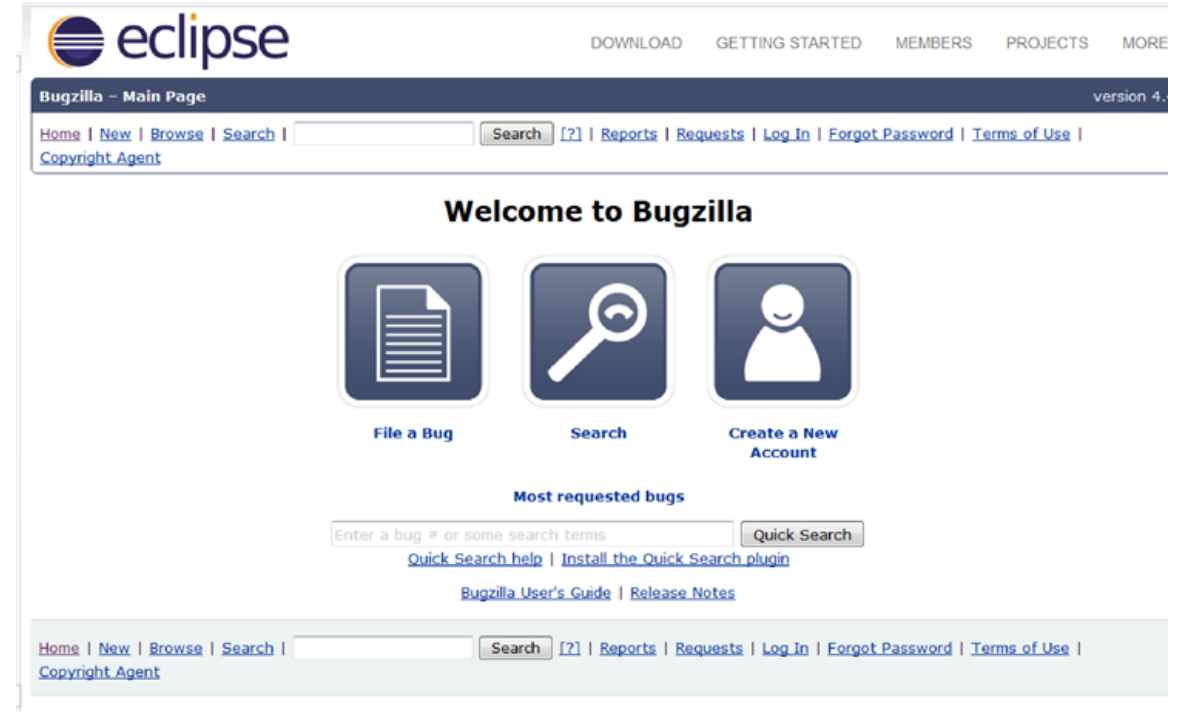 eclipse
DOWNLOAD GETTING STARTED MEMBERS PROJECTS MORE
Bugzilla – Main Page version 4.
Home | New | Browse | Search | Search [?] | Reports | Requests | Log In | Forgot Password | Terms of Use |
Copyright Agent
Welcome to Bugzilla
File a Bug Search Create a New
Account
Most requested bugs
Enter a bug # or some search terms Quick Search
Quick Search help | Install the Quick Search plugin
Bugzilla User's Guide | Release Notes
Home | New | Browse | Search | Search [?] | Reports | Requests | Log In | Forgot Password | Terms of Use |
Copyright Agent